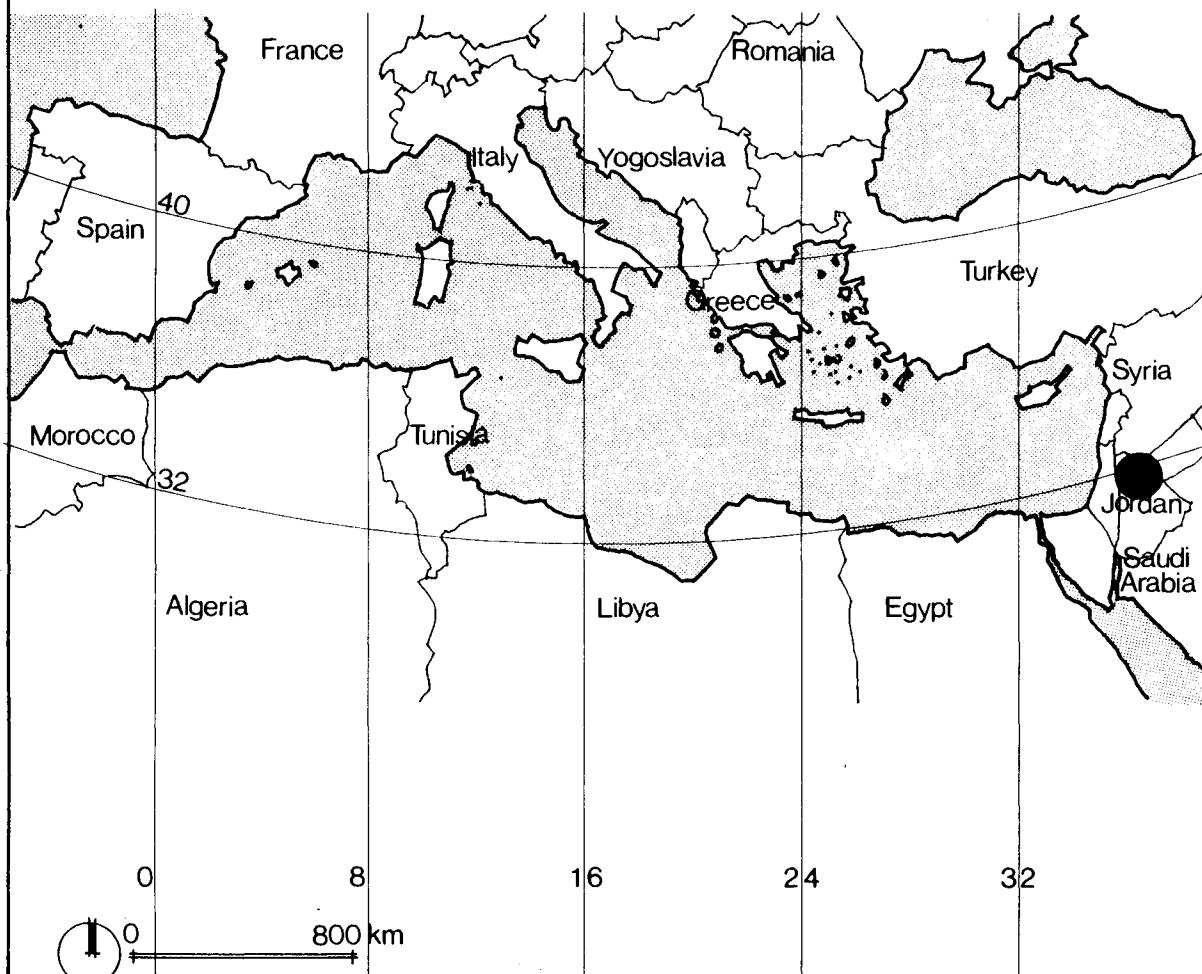 France
Romania
Italy
Yogoslavia
40
Spain
Turkey
Greece
Syria
Morocco
Tunisia
32
Jordan
Saudi
Arabia
Algeria
Libya
Egypt
0
8
16
24
32
0
800 km